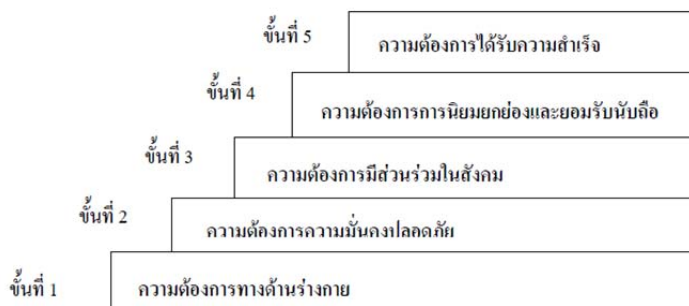 ขั้นที่ 5 ความต้องการได้รับความสำเร็จ
ขั้นที่ 4 ความต้องการการนิยมยกย่องและยอมรับนับถือ
ขั้นที่ 3 ความต้องการมีส่วนร่วมในสังคม
ขั้นที่ 2 ความต้องการความมั่นคงปลอดภัย
ขั้นที่ 1 ความต้องการทางด้านร่างกาย